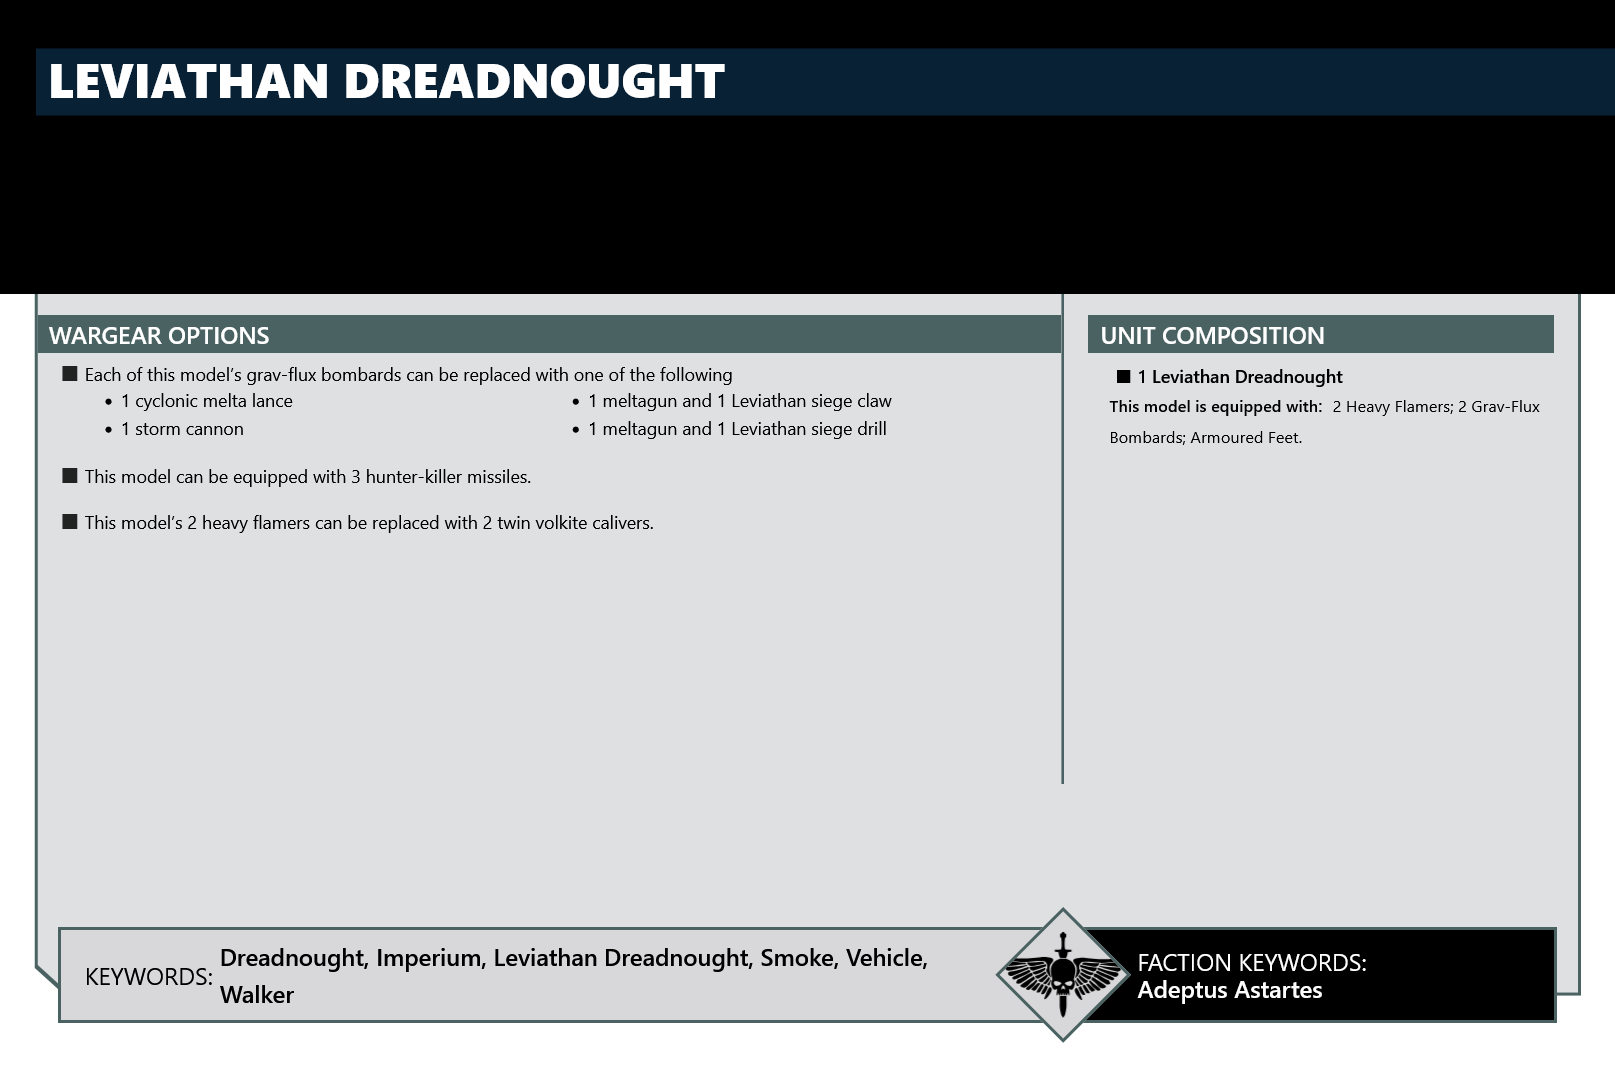 LEVIATHAN DREADNOUGHT
WARGEAR OPTIONS
Each of this model’s grav-flux bombards can be replaced with one of the following
1 cyclonic melta lance
1 storm cannon
1 meltagun and 1 Leviathan siege claw
1 meltagun and 1 Leviathan siege drill
This model can be equipped with 3 hunter-killer missiles.
This model’s 2 heavy flamers can be replaced with 2 twin volkite calivers.
UNIT COMPOSITION
1 Leviathan Dreadnought
This model is equipped with: 2 Heavy Flamers; 2 Grav-Flux
Bombards; Armoured Feet.
KEYWORDS:
Dreadnought, Imperium, Leviathan Dreadnought, Smoke, Vehicle,
Walker
FACTION KEYWORDS:
Adeptus Astartes